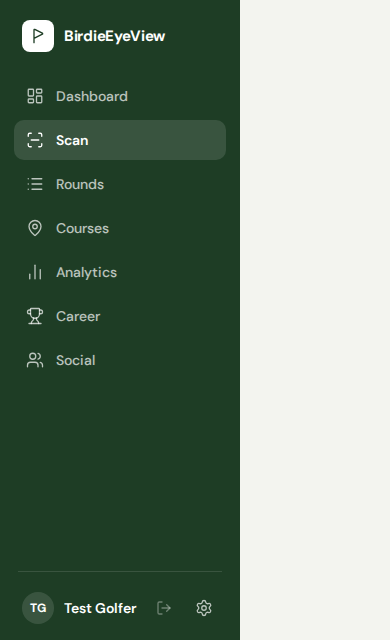 BirdieEyeView
Dashboard
Scan
Rounds
Courses
Analytics
Career
Social
TG Test Golfer